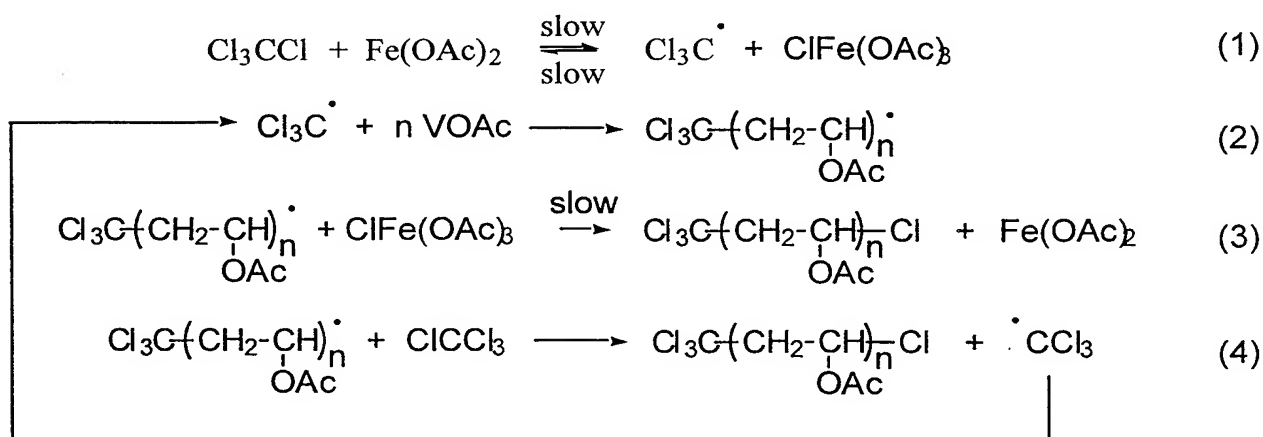 slow
Cl3CCl + Fe(OAc)2 ⇌ Cl3C• + ClFe(OAc)3 (1)
slow
Cl3C• + n VOAc → Cl3C-(CH2-CH)n• (2)
OAc
slow
Cl3C-(CH2-CH)n• + ClFe(OAc)3 → Cl3C-(CH2-CH)n-Cl + Fe(OAc)2 (3)
OAc OAc
Cl3C-(CH2-CH)n• + ClCCl3 → Cl3C-(CH2-CH)n-Cl + •CCl3 (4)
OAc OAc